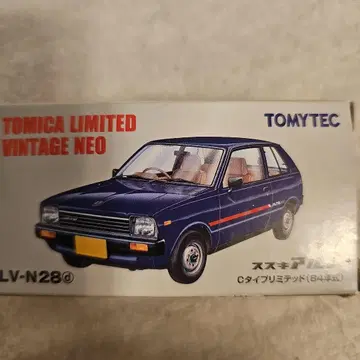 TOMICA LIMITED
VINTAGE NEO
TOMYTEC
LV-N28d
スズキ アルト
Cタイプリミテッド(84年式)